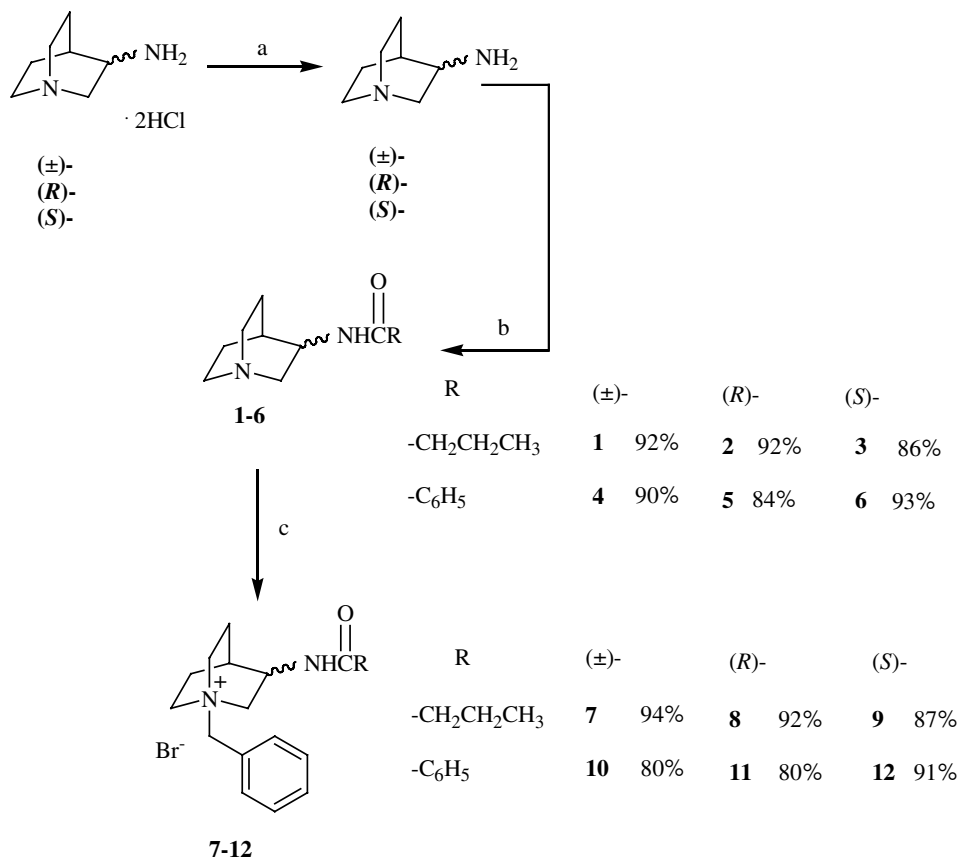 NH₂ a NH₂
N N
· 2HCl
(±)- (±)-
(R)- (R)-
(S)- (S)-
O
NHCR b
N
1-6
R (±)- (R)- (S)-
-CH₂CH₂CH₃ 1 92% 2 92% 3 86%
-C₆H₅ 4 90% 5 84% 6 93%
c
O
NHCR
N+
Br⁻
R (±)- (R)- (S)-
-CH₂CH₂CH₃ 7 94% 8 92% 9 87%
-C₆H₅ 10 80% 11 80% 12 91%
7-12